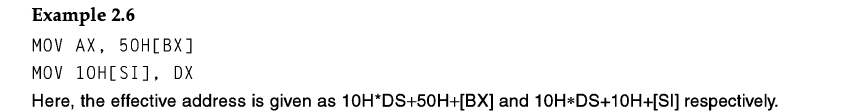 Example 2.6
MOV AX, 50H[BX]
MOV 10H[SI], DX
Here, the effective address is given as 10H*DS+50H+[BX] and 10H*DS+10H+[SI] respectively.